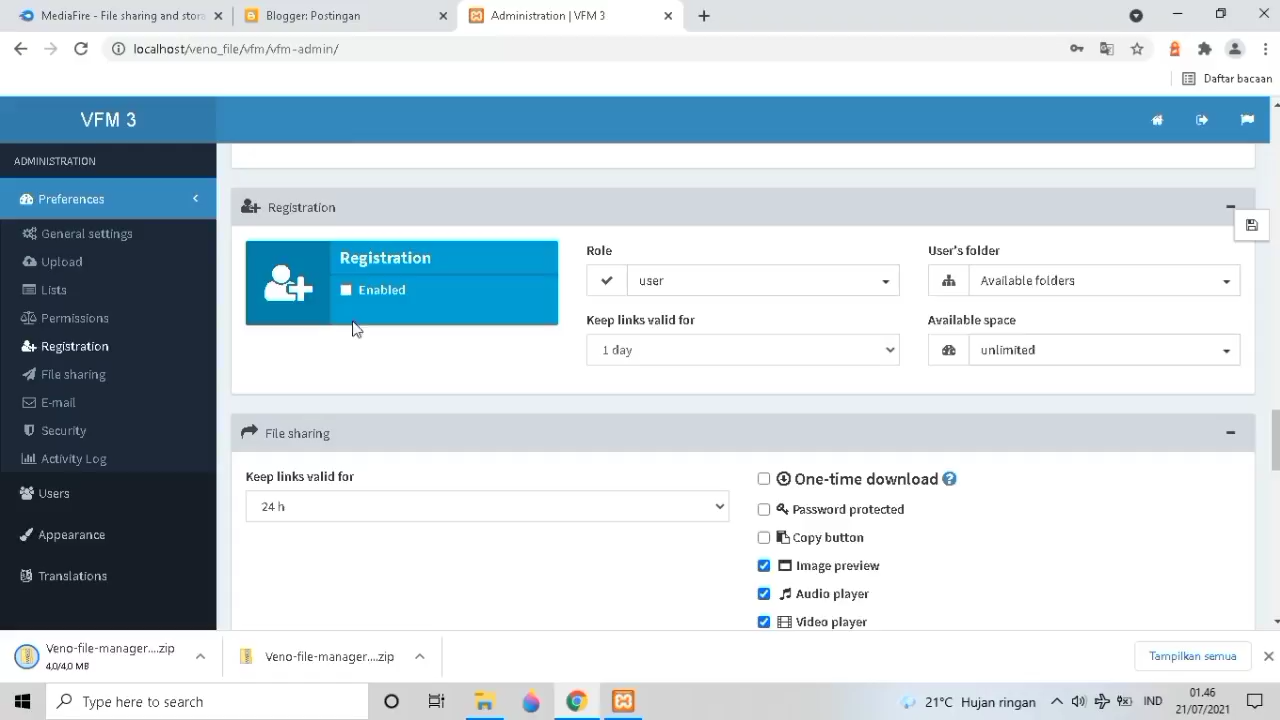 MediaFire - File sharing and stora
Blogger: Postingan
Administration | VFM 3
localhost/veno_file/vfm/vfm-admin/
Daftar bacaan
VFM 3
ADMINISTRATION
Preferences
General settings
Upload
Lists
Permissions
Registration
File sharing
E-mail
Security
Activity Log
Users
Appearance
Translations
Registration
Registration
Enabled
Role
user
User's folder
Available folders
Keep links valid for
1 day
Available space
unlimited
File sharing
Keep links valid for
24 h
One-time download
Password protected
Copy button
Image preview
Audio player
Video player
Veno-file-manager....zip
4,0/4,0 MB
Veno-file-manager....zip
Tampilkan semua
Type here to search
21°C Hujan ringan
IND
01.46
21/07/2021